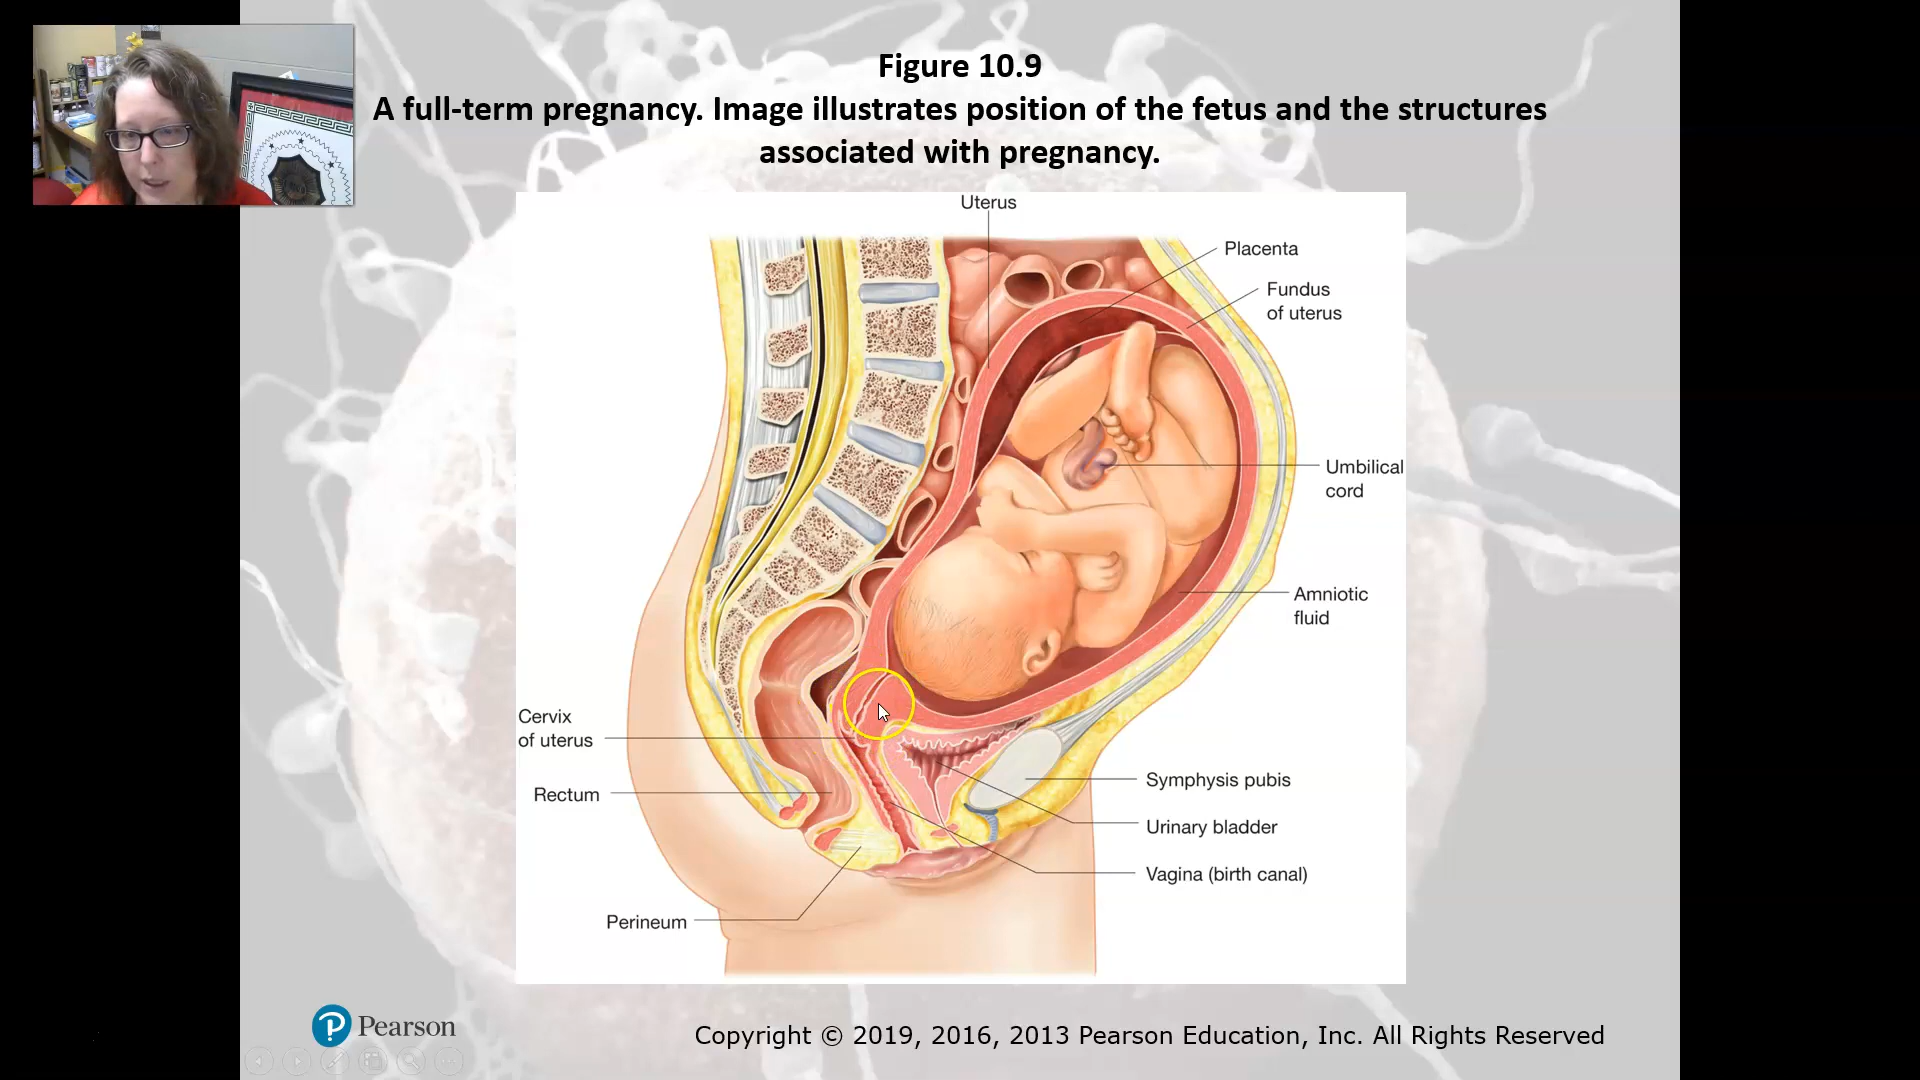 Figure 10.9
A full-term pregnancy. Image illustrates position of the fetus and the structures
associated with pregnancy.
Uterus
Placenta
Fundus
of uterus
Umbilical
cord
Amniotic
fluid
Cervix
of uterus
Rectum
Symphysis pubis
Urinary bladder
Vagina (birth canal)
Perineum
Pearson
Copyright © 2019, 2016, 2013 Pearson Education, Inc. All Rights Reserved